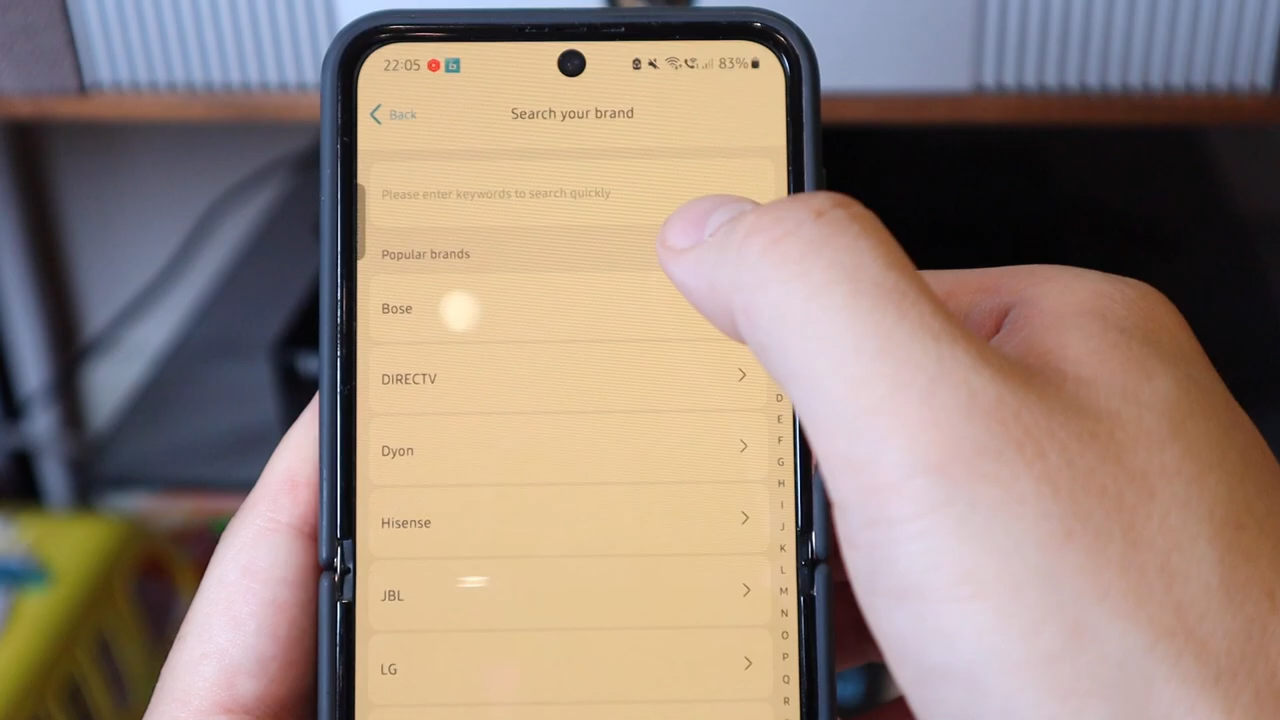 22:05 83%
Back Search your brand
Please enter keywords to search quickly
Popular brands
Bose
DIRECTV
Dyon
Hisense
JBL
LG
D
E
F
G
H
I
J
K
L
M
N
O
P
Q
R